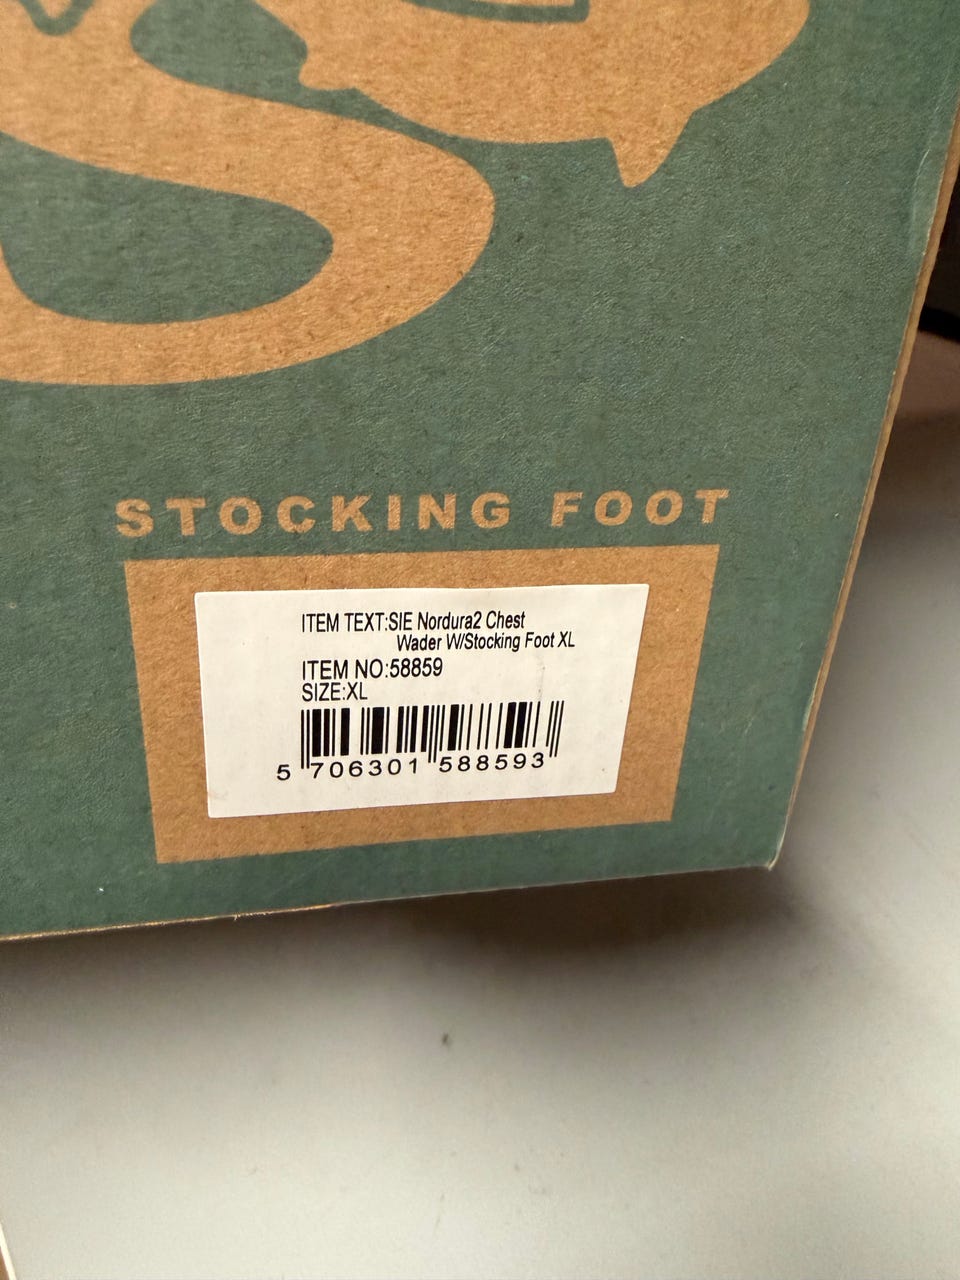 STOCKING FOOT
ITEM TEXT:SIE Nordura2 Chest
Wader W/Stocking Foot XL
ITEM NO:58859
SIZE:XL
5 706301 588593